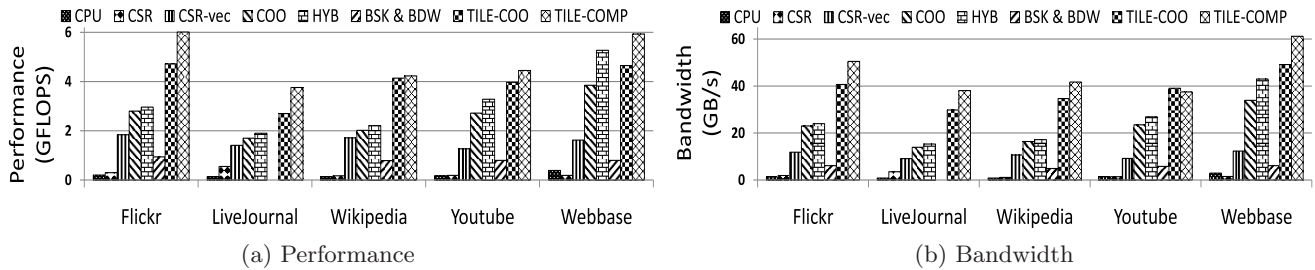 CPU CSR CSR-vec COO HYB BSK & BDW TILE-COO TILE-COMP
Performance
(GFLOPS)
6
4
2
0
Flickr LiveJournal Wikipedia Youtube Webbase
(a) Performance
CPU CSR CSR-vec COO HYB BSK & BDW TILE-COO TILE-COMP
Bandwidth
(GB/s)
60
40
20
0
Flickr LiveJournal Wikipedia Youtube Webbase
(b) Bandwidth